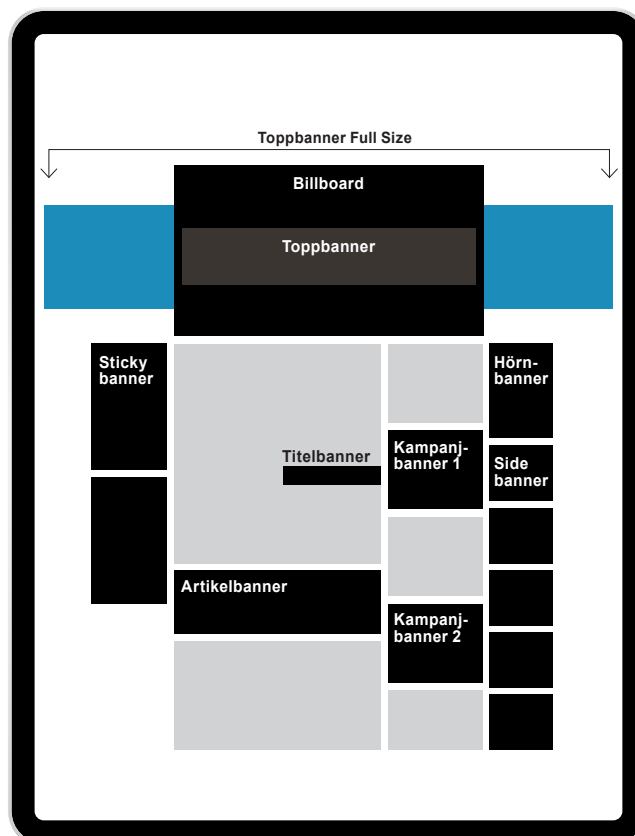 Toppbanner Full Size
Billboard
Toppbanner
Sticky
banner
Hörn-
banner
Titelbanner
Kampanj-
banner 1
Side
banner
Artikelbanner
Kampanj-
banner 2